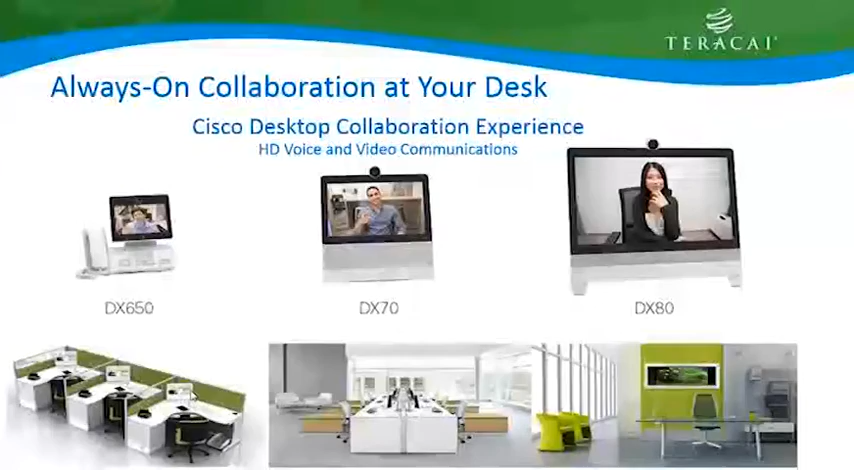 TERACAI
Always-On Collaboration at Your Desk
Cisco Desktop Collaboration Experience
HD Voice and Video Communications
DX650
DX70
DX80